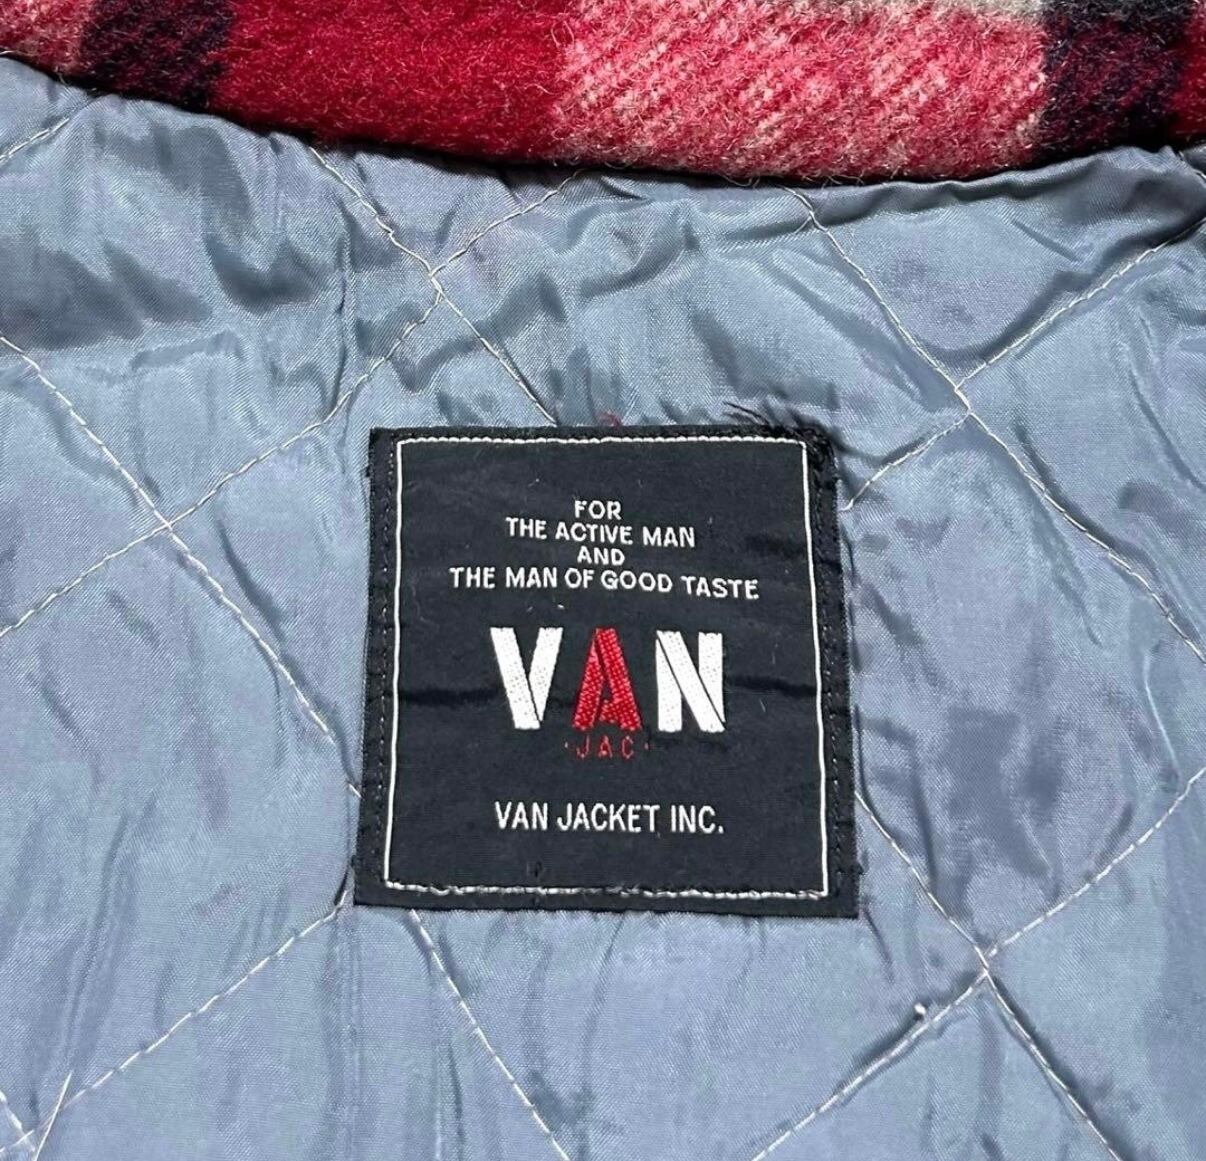 FOR
THE ACTIVE MAN
AND
THE MAN OF GOOD TASTE
VAN
·JAC·
VAN JACKET INC.